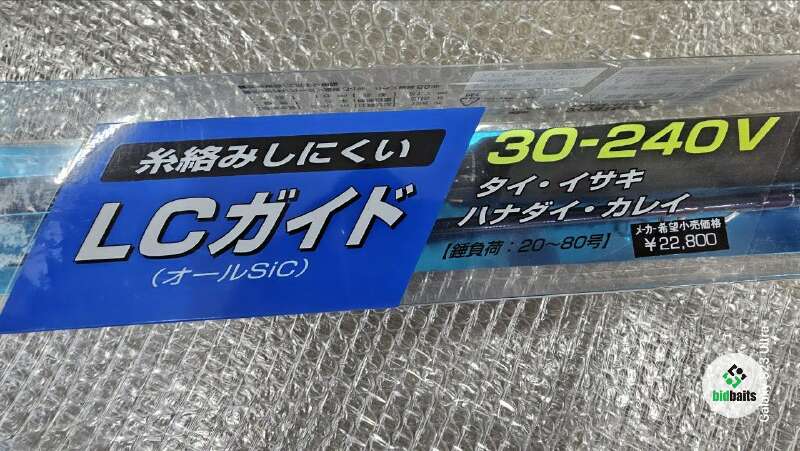 糸絡みしにくい
LCガイド
(オールSiC)
30-240V
タイ・イサキ
ハナダイ・カレイ
【錘負荷:20~80号】
メーカー希望小売価格
¥22,800
bidbaits